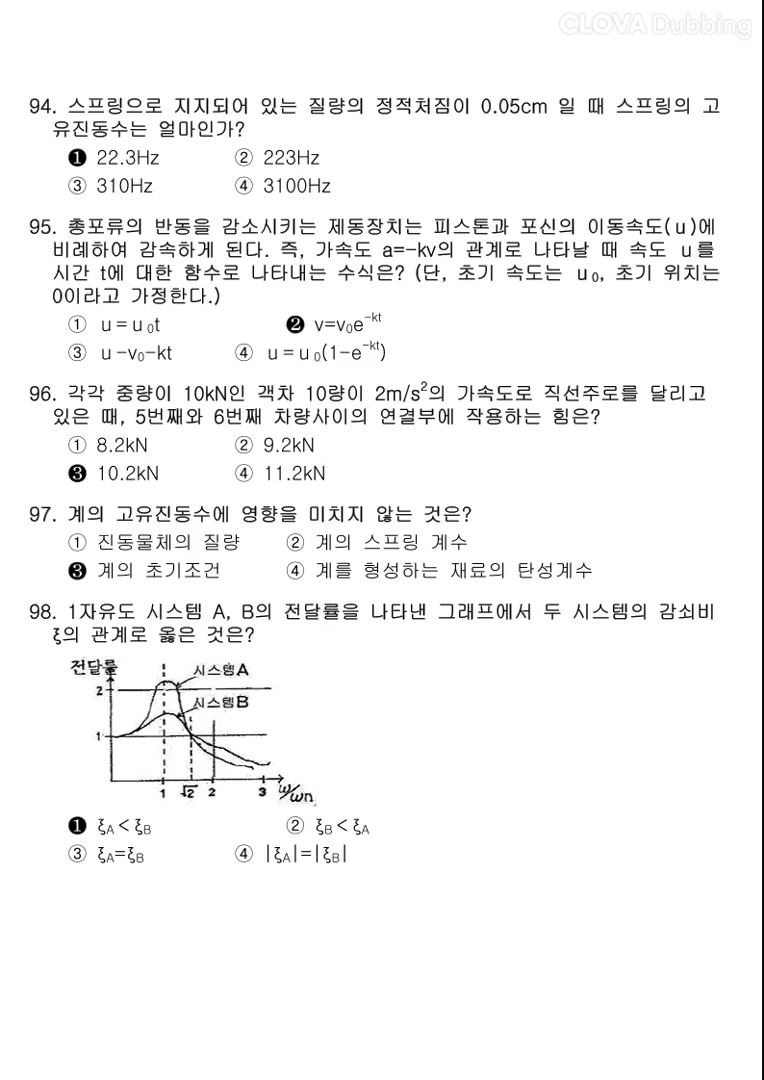 CLOVA Dubbing
94. 스프링으로 지지되어 있는 질량의 정적처짐이 0.05cm 일 때 스프링의 고
유진동수는 얼마인가?
❶ 22.3Hz ② 223Hz
③ 310Hz ④ 3100Hz
95. 총포류의 반동을 감소시키는 제동장치는 피스톤과 포신의 이동속도(υ)에
비례하여 감속하게 된다. 즉, 가속도 a=-kv의 관계로 나타날 때 속도 υ를
시간 t에 대한 함수로 나타내는 수식은? (단, 초기 속도는 υ₀, 초기 위치는
0이라고 가정한다.)
① υ=υ₀t ❷ v=v₀e⁻ᵏᵗ
③ υ-v₀-kt ④ υ=υ₀(1-e⁻ᵏᵗ)
96. 각각 중량이 10kN인 객차 10량이 2m/s²의 가속도로 직선주로를 달리고
있은 때, 5번째와 6번째 차량사이의 연결부에 작용하는 힘은?
① 8.2kN ② 9.2kN
❸ 10.2kN ④ 11.2kN
97. 계의 고유진동수에 영향을 미치지 않는 것은?
① 진동물체의 질량 ② 계의 스프링 계수
❸ 계의 초기조건 ④ 계를 형성하는 재료의 탄성계수
98. 1자유도 시스템 A, B의 전달률을 나타낸 그래프에서 두 시스템의 감쇠비
ξ의 관계로 옳은 것은?
전달률
시스템A
2
시스템B
1
1 √2 2 3 ω/ωn
❶ ξA<ξB ② ξB<ξA
③ ξA=ξB ④ |ξA|=|ξB|